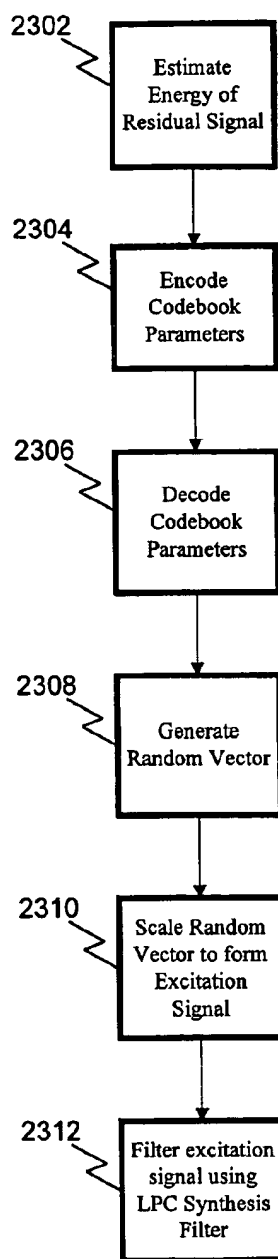 2302
Estimate
Energy of
Residual Signal
2304
Encode
Codebook
Parameters
2306
Decode
Codebook
Parameters
2308
Generate
Random Vector
2310
Scale Random
Vector to form
Excitation
Signal
2312
Filter excitation
signal using
LPC Synthesis
Filter